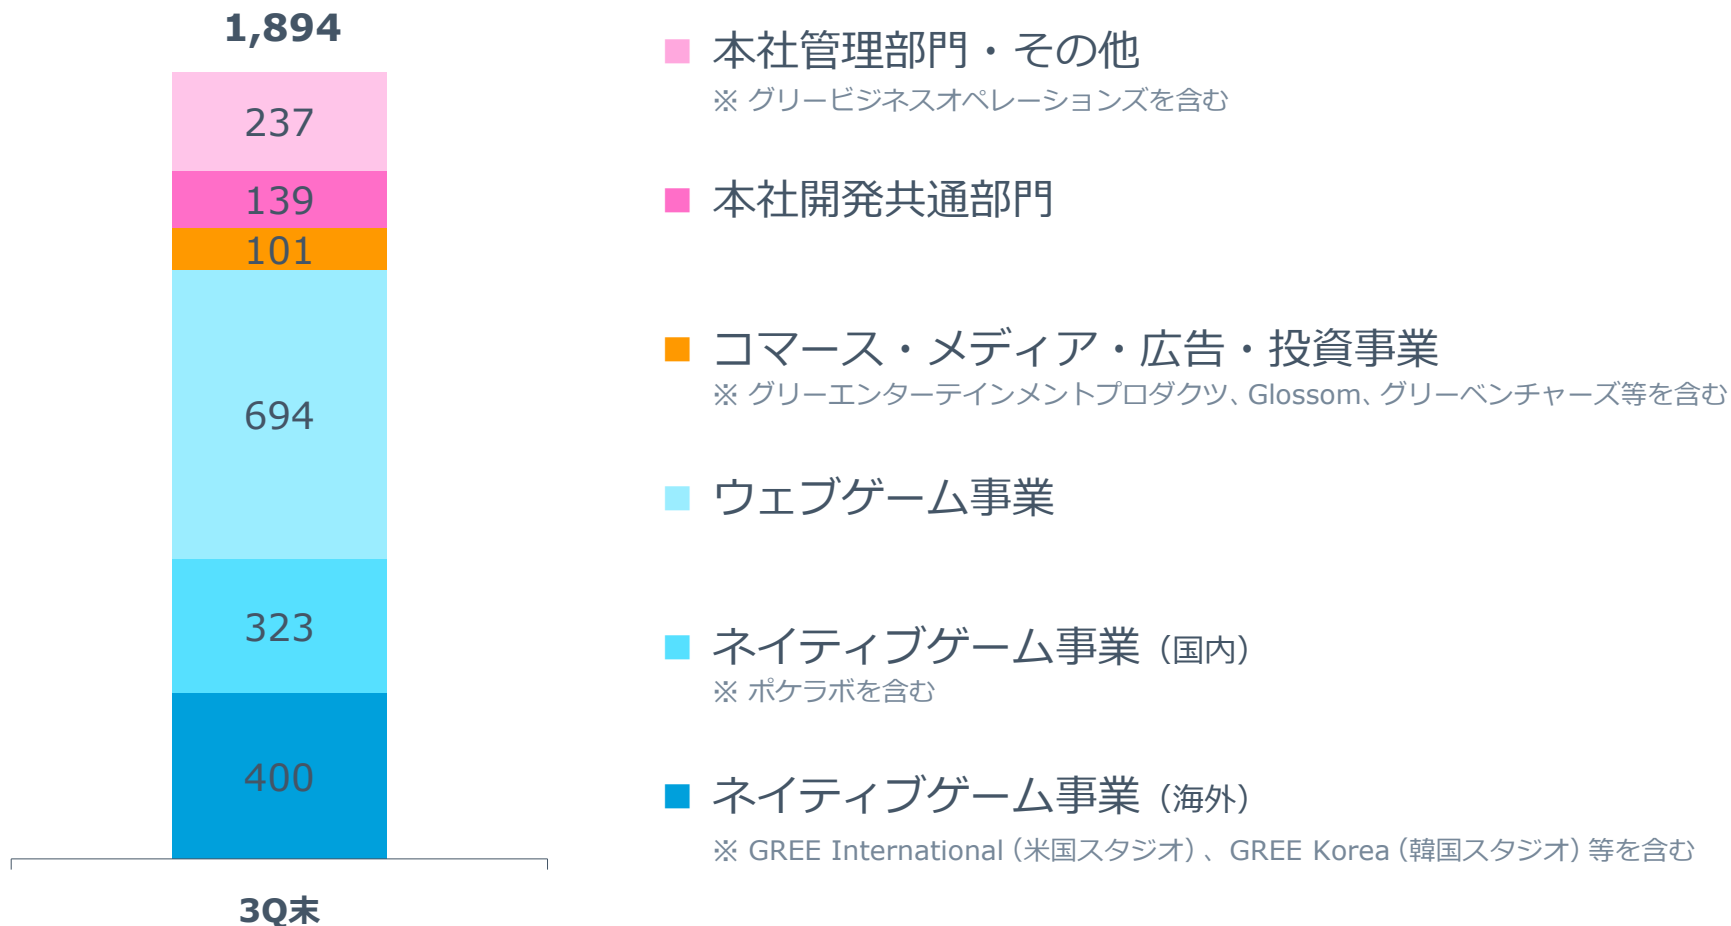 1,894
237
139
101
694
323
400
3Q末
本社管理部門・その他
※ グリービジネスオペレーションズを含む
本社開発共通部門
コマース・メディア・広告・投資事業
※ グリーエンターテインメントプロダクツ、Glossom、グリーベンチャーズ等を含む
ウェブゲーム事業
ネイティブゲーム事業（国内）
※ ポケラボを含む
ネイティブゲーム事業（海外）
※ GREE International（米国スタジオ）、GREE Korea（韓国スタジオ）等を含む